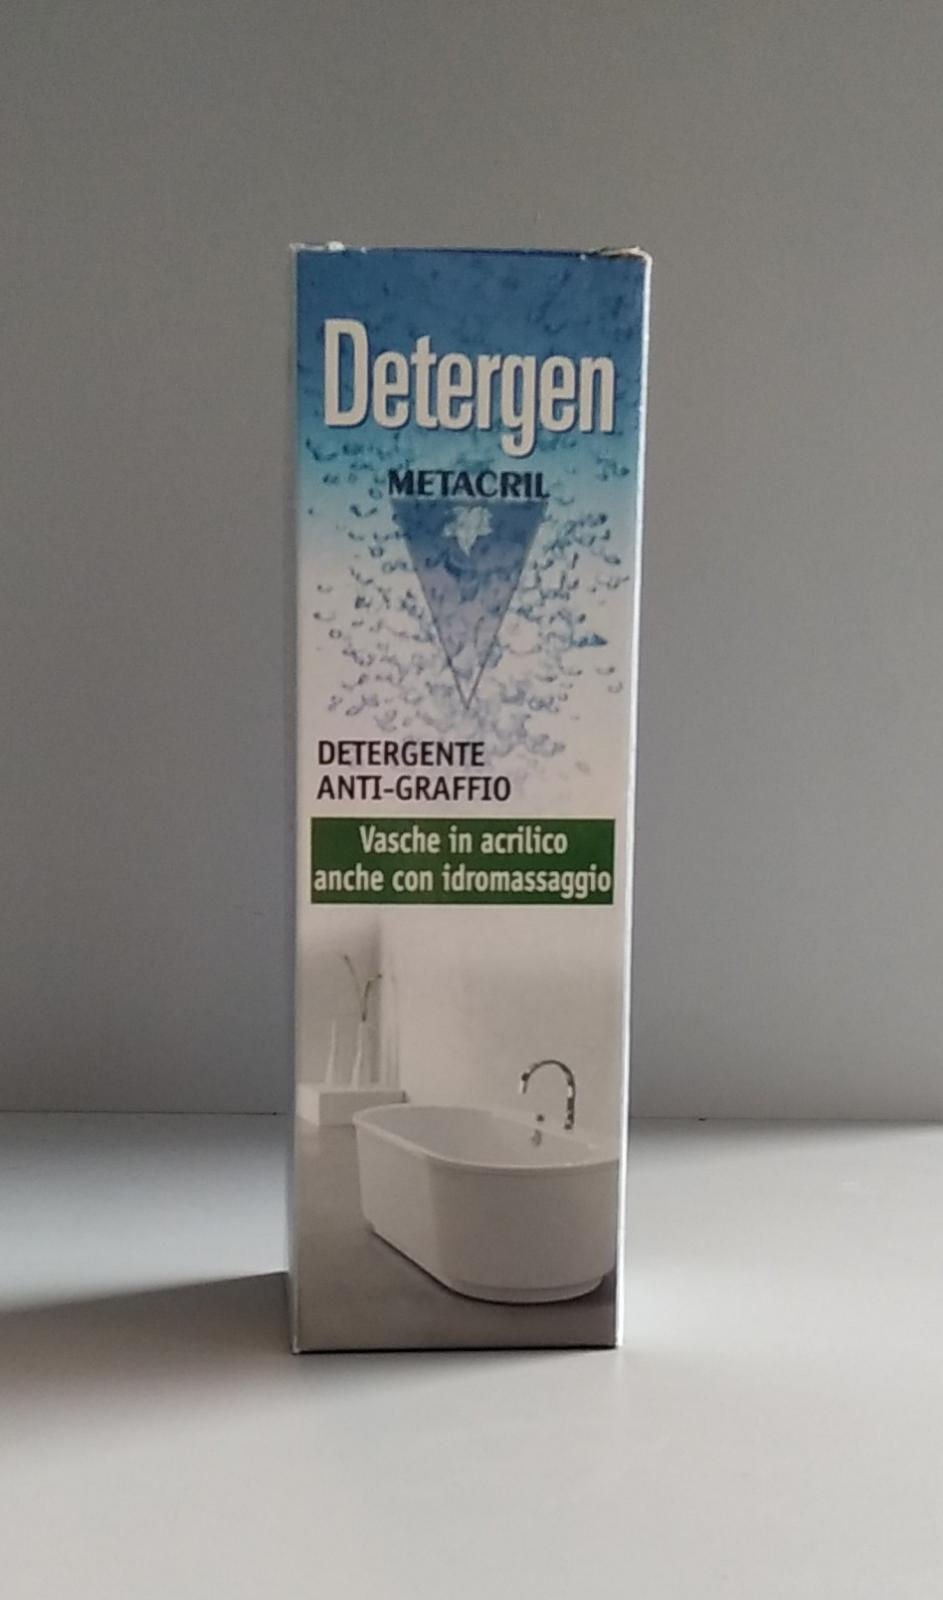 Detergen
METACRIL
DETERGENTE
ANTI-GRAFFIO
Vasche in acrilico
anche con idromassaggio